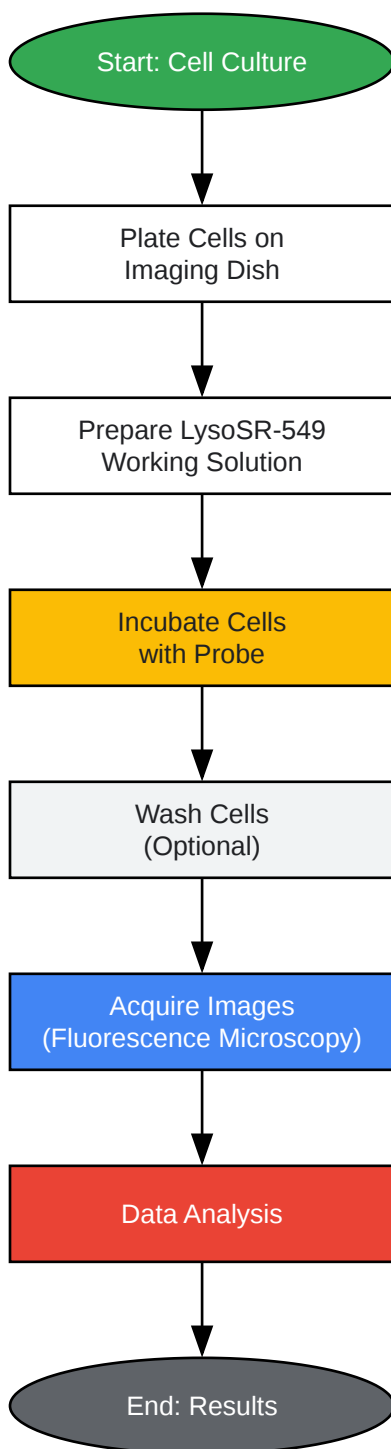 Start: Cell Culture
Plate Cells on
Imaging Dish
Prepare LysoSR-549
Working Solution
Incubate Cells
with Probe
Wash Cells
(Optional)
Acquire Images
(Fluorescence Microscopy)
Data Analysis
End: Results